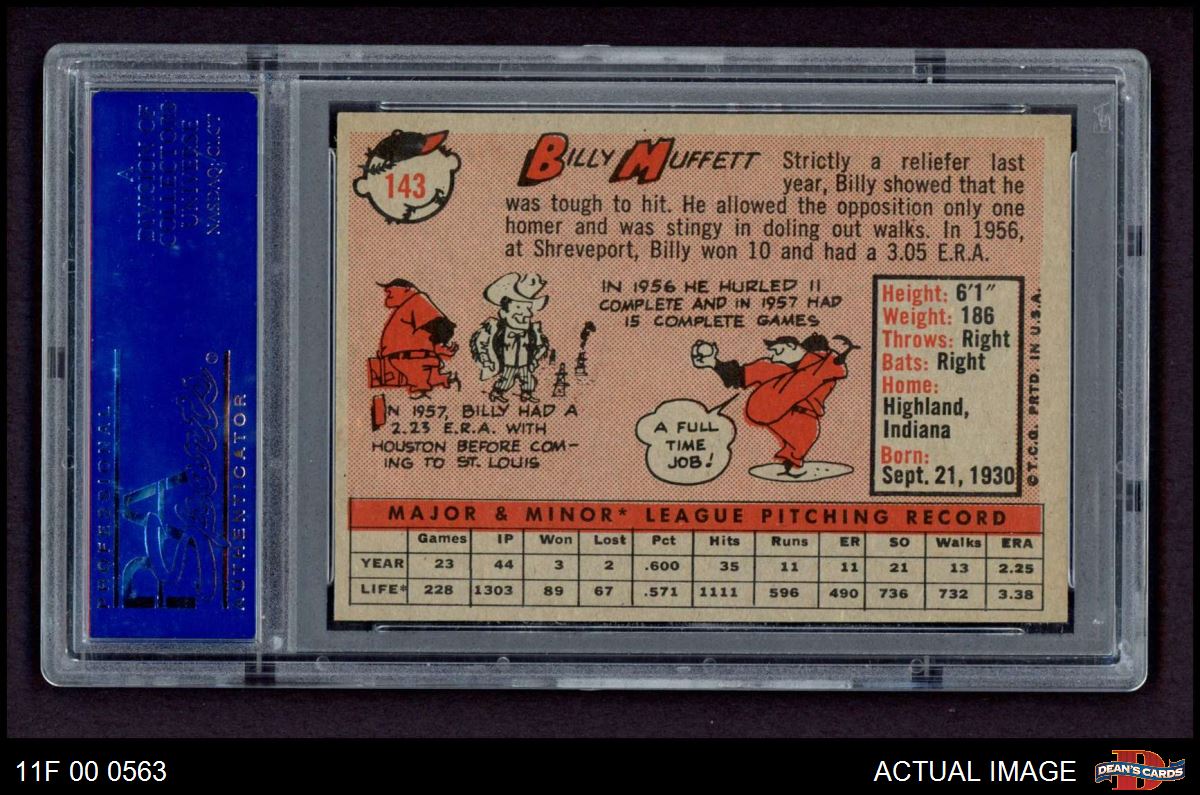 A
DIVISION OF
COLLECTORS
UNIVERSE
NASDAQ: CLCT
PROFESSIONAL
PSA
Sports
AUTHENTICATOR
143
BILLY MUFFETT
Strictly a reliefer last
year, Billy showed that he
was tough to hit. He allowed the opposition only one
homer and was stingy in doling out walks. In 1956,
at Shreveport, Billy won 10 and had a 3.05 E.R.A.
IN 1957, BILLY HAD A
2.23 E.R.A. WITH
HOUSTON BEFORE COM-
ING TO ST. LOUIS
IN 1956 HE HURLED 11
COMPLETE AND IN 1957 HAD
15 COMPLETE GAMES
A FULL
TIME
JOB!
Height: 6'1"
Weight: 186
Throws: Right
Bats: Right
Home:
Highland,
Indiana
Born:
Sept. 21, 1930
© T.C.G. PRTD. IN U.S.A.
MAJOR & MINOR* LEAGUE PITCHING RECORD
Games IP Won Lost Pct Hits Runs ER SO Walks ERA
YEAR 23 44 3 2 .600 35 11 11 21 13 2.25
LIFE* 228 1303 89 67 .571 1111 596 490 736 732 3.38
11F 00 0563
ACTUAL IMAGE
D
DEAN'S CARDS